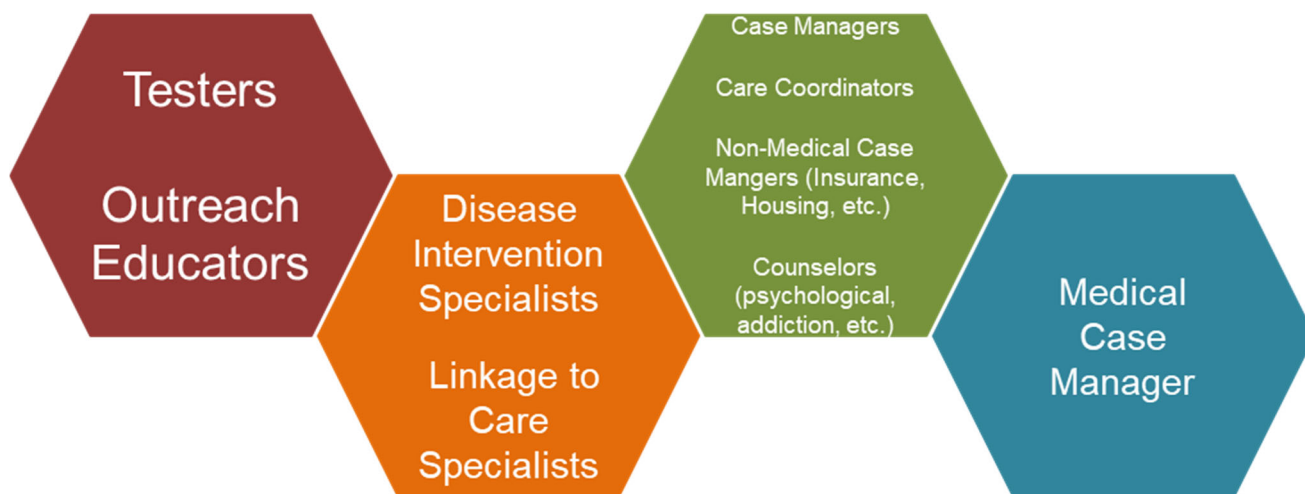 Testers
Outreach
Educators
Disease
Intervention
Specialists
Linkage to
Care
Specialists
Case Managers
Care Coordinators
Non-Medical Case
Mangers (Insurance,
Housing, etc.)
Counselors
(psychological,
addiction, etc.)
Medical
Case
Manager